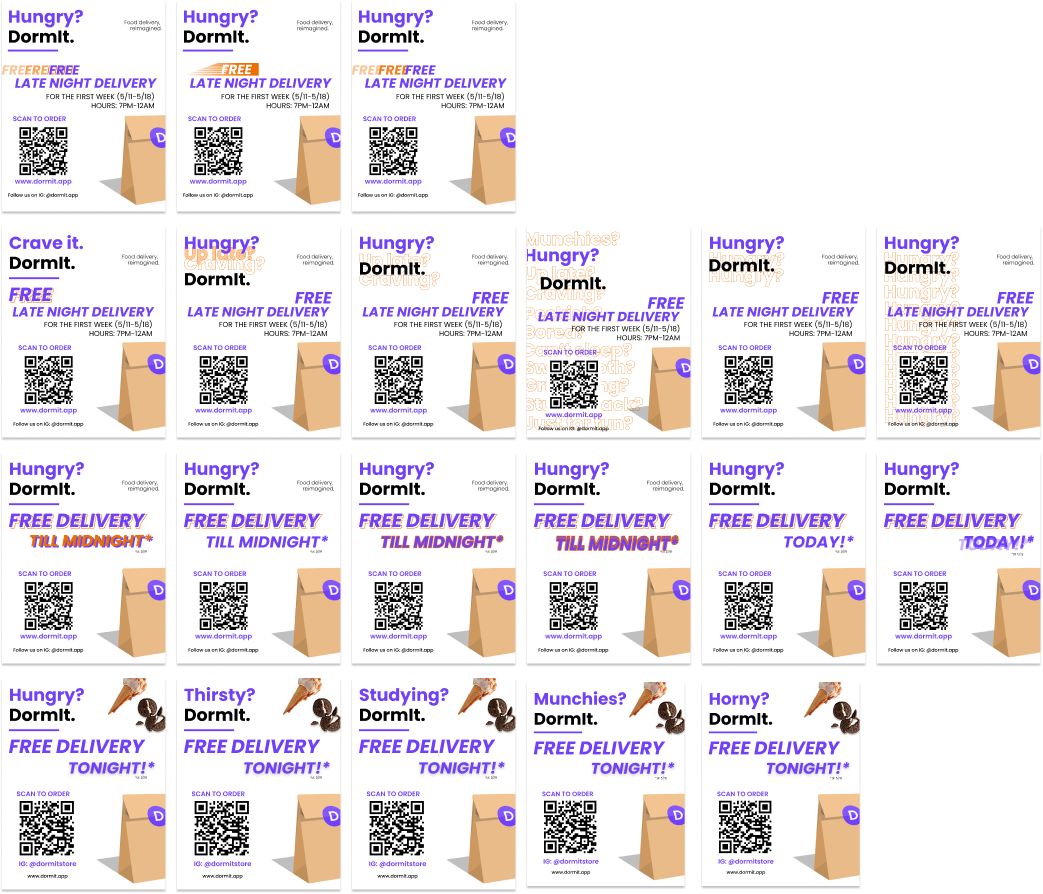 Hungry?
DormIt.
Food delivery,
reimagined.
FREE FREE FREE
LATE NIGHT DELIVERY
FOR THE FIRST WEEK (5/11-5/18)
HOURS: 7PM-12AM
SCAN TO ORDER
D
www.dormit.app
Follow us on IG: @dormit.app
Hungry?
DormIt.
Food delivery,
reimagined.
FREE
LATE NIGHT DELIVERY
FOR THE FIRST WEEK (5/11-5/18)
HOURS: 7PM-12AM
SCAN TO ORDER
D
www.dormit.app
Follow us on IG: @dormit.app
Hungry?
DormIt.
Food delivery,
reimagined.
FREE FREE FREE
LATE NIGHT DELIVERY
FOR THE FIRST WEEK (5/11-5/18)
HOURS: 7PM-12AM
SCAN TO ORDER
D
www.dormit.app
Follow us on IG: @dormit.app
Crave it.
DormIt.
Food delivery,
reimagined.
FREE
LATE NIGHT DELIVERY
FOR THE FIRST WEEK (5/11-5/18)
HOURS: 7PM-12AM
SCAN TO ORDER
D
www.dormit.app
Follow us on IG: @dormit.app
Hungry?
Up late?
Craving?
DormIt.
Food delivery,
reimagined.
FREE
LATE NIGHT DELIVERY
FOR THE FIRST WEEK (5/11-5/18)
HOURS: 7PM-12AM
SCAN TO ORDER
D
www.dormit.app
Follow us on IG: @dormit.app
Hungry?
Up late?
DormIt.
Craving?
Food delivery,
reimagined.
FREE
LATE NIGHT DELIVERY
FOR THE FIRST WEEK (5/11-5/18)
HOURS: 7PM-12AM
SCAN TO ORDER
D
www.dormit.app
Follow us on IG: @dormit.app
Munchies?
Hungry?
Up late?
DormIt.
Craving?
FREE
LATE NIGHT DELIVERY
FOR THE FIRST WEEK (5/11-5/18)
Bored?
HOURS: 7PM-12AM
SCAN TO ORDER
D
www.dormit.app
Just for fun?
Follow us on IG: @dormit.app
Hungry?
Hungry?
DormIt.
Hungry?
Food delivery,
reimagined.
FREE
LATE NIGHT DELIVERY
FOR THE FIRST WEEK (5/11-5/18)
HOURS: 7PM-12AM
SCAN TO ORDER
D
www.dormit.app
Follow us on IG: @dormit.app
Hungry?
Hungry?
DormIt.
Hungry?
Hungry?
Food delivery,
reimagined.
FREE
Hungry?
LATE NIGHT DELIVERY
Hungry?
FOR THE FIRST WEEK (5/11-5/18)
HOURS: 7PM-12AM
Hungry?
SCAN TO ORDER
D
www.dormit.app
Hungry?
Follow us on IG: @dormit.app
Hungry?
DormIt.
Food delivery,
reimagined.
FREE DELIVERY
TILL MIDNIGHT*
SCAN TO ORDER
D
www.dormit.app
Follow us on IG: @dormit.app
Hungry?
DormIt.
Food delivery,
reimagined.
FREE DELIVERY
TILL MIDNIGHT*
SCAN TO ORDER
D
www.dormit.app
Follow us on IG: @dormit.app
Hungry?
DormIt.
Food delivery,
reimagined.
FREE DELIVERY
TILL MIDNIGHT*
SCAN TO ORDER
D
www.dormit.app
Follow us on IG: @dormit.app
Hungry?
DormIt.
Food delivery,
reimagined.
FREE DELIVERY
TILL MIDNIGHT*
SCAN TO ORDER
D
www.dormit.app
Follow us on IG: @dormit.app
Hungry?
DormIt.
Food delivery,
reimagined.
FREE DELIVERY
TODAY!*
SCAN TO ORDER
D
www.dormit.app
Follow us on IG: @dormit.app
Hungry?
DormIt.
Food delivery,
reimagined.
FREE DELIVERY
TODAY!*
SCAN TO ORDER
D
www.dormit.app
Follow us on IG: @dormit.app
Hungry?
DormIt.
FREE DELIVERY
TONIGHT!*
SCAN TO ORDER
D
IG: @dormitstore
www.dormit.app
Thirsty?
DormIt.
FREE DELIVERY
TONIGHT!*
SCAN TO ORDER
D
IG: @dormitstore
www.dormit.app
Studying?
DormIt.
FREE DELIVERY
TONIGHT!*
SCAN TO ORDER
D
IG: @dormitstore
www.dormit.app
Munchies?
DormIt.
FREE DELIVERY
TONIGHT!*
SCAN TO ORDER
D
IG: @dormitstore
www.dormit.app
Horny?
DormIt.
FREE DELIVERY
TONIGHT!*
SCAN TO ORDER
D
IG: @dormitstore
www.dormit.app